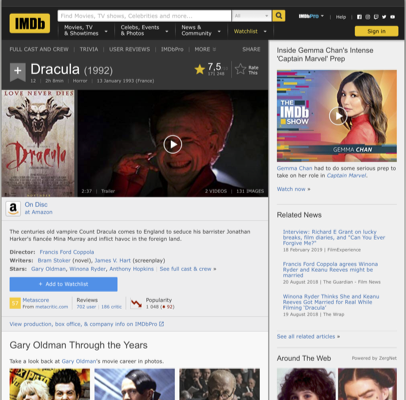 IMDb
Find Movies, TV shows, Celebrities and more...
All
IMDbPro
Help
Movies, TV
& Showtimes
Celebs, Events
& Photos
News &
Community
Watchlist
Sign in
FULL CAST AND CREW | TRIVIA | USER REVIEWS | IMDbPro | MORE
SHARE
Dracula (1992)
7,5
Rate
This
2h 8min | Horror | 13 January 1993 (France)
LOVE NEVER DIES
Dracula
2:37 | Trailer
2 VIDEOS | 131 IMAGES
On Disc
at Amazon
The centuries old vampire Count Dracula comes to England to seduce his barrister Jonathan
Harker's fiancée Mina Murray and inflict havoc in the foreign land.
Director: Francis Ford Coppola
Writers: Bram Stoker (novel), James V. Hart (screenplay)
Stars: Gary Oldman, Winona Ryder, Anthony Hopkins | See full cast & crew »
+ Add to Watchlist
Metascore
From metacritic.com
Reviews
702 user | 186 critic
Popularity
1 048
View production, box office, & company info on IMDbPro
Gary Oldman Through the Years
Take a look back at Gary Oldman's movie career in photos.
Inside Gemma Chan's Intense
'Captain Marvel' Prep
THE
IMDb
SHOW
GEMMA CHAN
Gemma Chan had to do some serious prep
to take on her role in Captain Marvel.
Watch now »
Related News
Interview: Richard E Grant on lucky
breaks, film diaries, and "Can You Ever
Forgive Me?"
18 February 2019 | FilmExperience
Francis Ford Coppola agrees Winona
Ryder and Keanu Reeves might be
married
20 August 2018 | The Guardian - Film News
Winona Ryder Thinks She and Keanu
Reeves Got Married for Real While
Filming 'Dracula'
19 August 2018 | The Wrap
See all related articles »
Around The Web
Powered by ZergNet